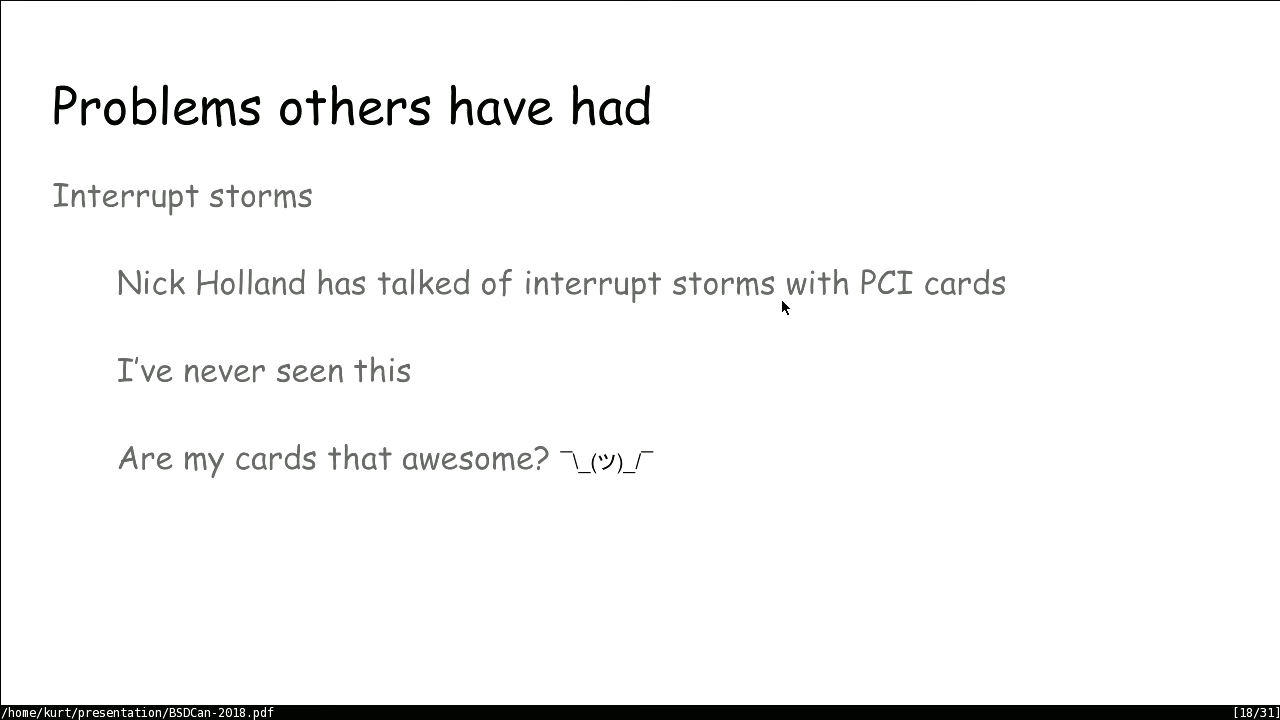 Problems others have had
Interrupt storms
Nick Holland has talked of interrupt storms with PCI cards
I’ve never seen this
Are my cards that awesome? ¯\_(ツ)_/¯
/home/kurt/presentation/BSDCan-2018.pdf [18/31]